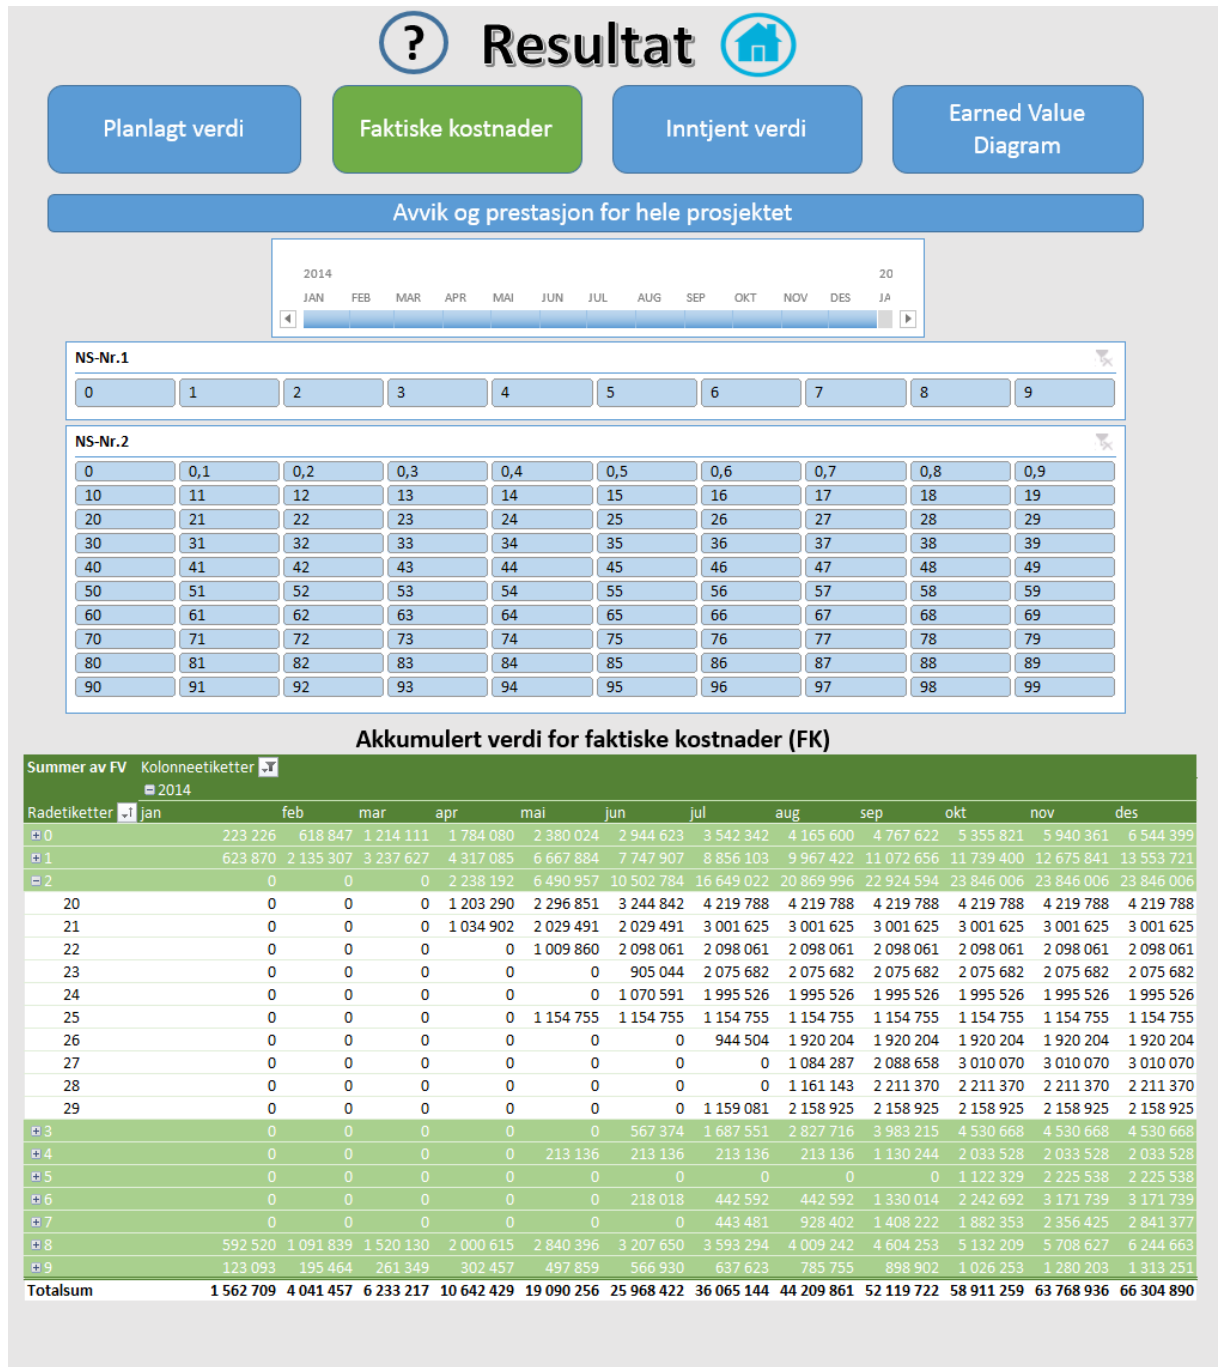 ? Resultat
Planlagt verdi Faktiske kostnader Inntjent verdi Earned Value
Diagram
Avvik og prestasjon for hele prosjektet
2014 20
JAN FEB MAR APR MAI JUN JUL AUG SEP OKT NOV DES JA
NS-Nr.1
0 1 2 3 4 5 6 7 8 9
NS-Nr.2
0 0,1 0,2 0,3 0,4 0,5 0,6 0,7 0,8 0,9
10 11 12 13 14 15 16 17 18 19
20 21 22 23 24 25 26 27 28 29
30 31 32 33 34 35 36 37 38 39
40 41 42 43 44 45 46 47 48 49
50 51 52 53 54 55 56 57 58 59
60 61 62 63 64 65 66 67 68 69
70 71 72 73 74 75 76 77 78 79
80 81 82 83 84 85 86 87 88 89
90 91 92 93 94 95 96 97 98 99
Akkumulert verdi for faktiske kostnader (FK)
Summer av FV Kolonneetiketter
2014
Radetiketter jan feb mar apr mai jun jul aug sep okt nov des
0 223 226 618 847 1 214 111 1 784 080 2 380 024 2 944 623 3 542 342 4 165 600 4 767 622 5 355 821 5 940 361 6 544 399
1 623 870 2 135 307 3 237 627 4 317 085 6 667 884 7 747 907 8 856 103 9 967 422 11 072 656 11 739 400 12 675 841 13 553 721
2 0 0 0 2 238 192 6 490 957 10 502 784 16 649 022 20 869 996 22 924 594 23 846 006 23 846 006 23 846 006
20 0 0 0 1 203 290 2 296 851 3 244 842 4 219 788 4 219 788 4 219 788 4 219 788 4 219 788 4 219 788
21 0 0 0 1 034 902 2 029 491 2 029 491 3 001 625 3 001 625 3 001 625 3 001 625 3 001 625 3 001 625
22 0 0 0 0 1 009 860 2 098 061 2 098 061 2 098 061 2 098 061 2 098 061 2 098 061 2 098 061
23 0 0 0 0 0 905 044 2 075 682 2 075 682 2 075 682 2 075 682 2 075 682 2 075 682
24 0 0 0 0 0 1 070 591 1 995 526 1 995 526 1 995 526 1 995 526 1 995 526 1 995 526
25 0 0 0 0 1 154 755 1 154 755 1 154 755 1 154 755 1 154 755 1 154 755 1 154 755 1 154 755
26 0 0 0 0 0 0 944 504 1 920 204 1 920 204 1 920 204 1 920 204 1 920 204
27 0 0 0 0 0 0 0 1 084 287 2 088 658 3 010 070 3 010 070 3 010 070
28 0 0 0 0 0 0 0 1 161 143 2 211 370 2 211 370 2 211 370 2 211 370
29 0 0 0 0 0 0 1 159 081 2 158 925 2 158 925 2 158 925 2 158 925 2 158 925
3 0 0 0 0 0 567 374 1 687 551 2 827 716 3 983 215 4 530 668 4 530 668 4 530 668
4 0 0 0 0 213 136 213 136 213 136 213 136 1 130 244 2 033 528 2 033 528 2 033 528
5 0 0 0 0 0 0 0 0 0 1 122 329 2 225 538 2 225 538
6 0 0 0 0 0 218 018 442 592 442 592 1 330 014 2 242 692 3 171 739 3 171 739
7 0 0 0 0 0 0 443 481 928 402 1 408 222 1 882 353 2 356 425 2 841 377
8 592 520 1 091 839 1 520 130 2 000 615 2 840 396 3 207 650 3 593 294 4 009 242 4 604 253 5 132 209 5 708 627 6 244 663
9 123 093 195 464 261 349 302 457 497 859 566 930 637 623 785 755 898 902 1 026 253 1 280 203 1 313 251
Totalsum 1 562 709 4 041 457 6 233 217 10 642 429 19 090 256 25 968 422 36 065 144 44 209 861 52 119 722 58 911 259 63 768 936 66 304 890